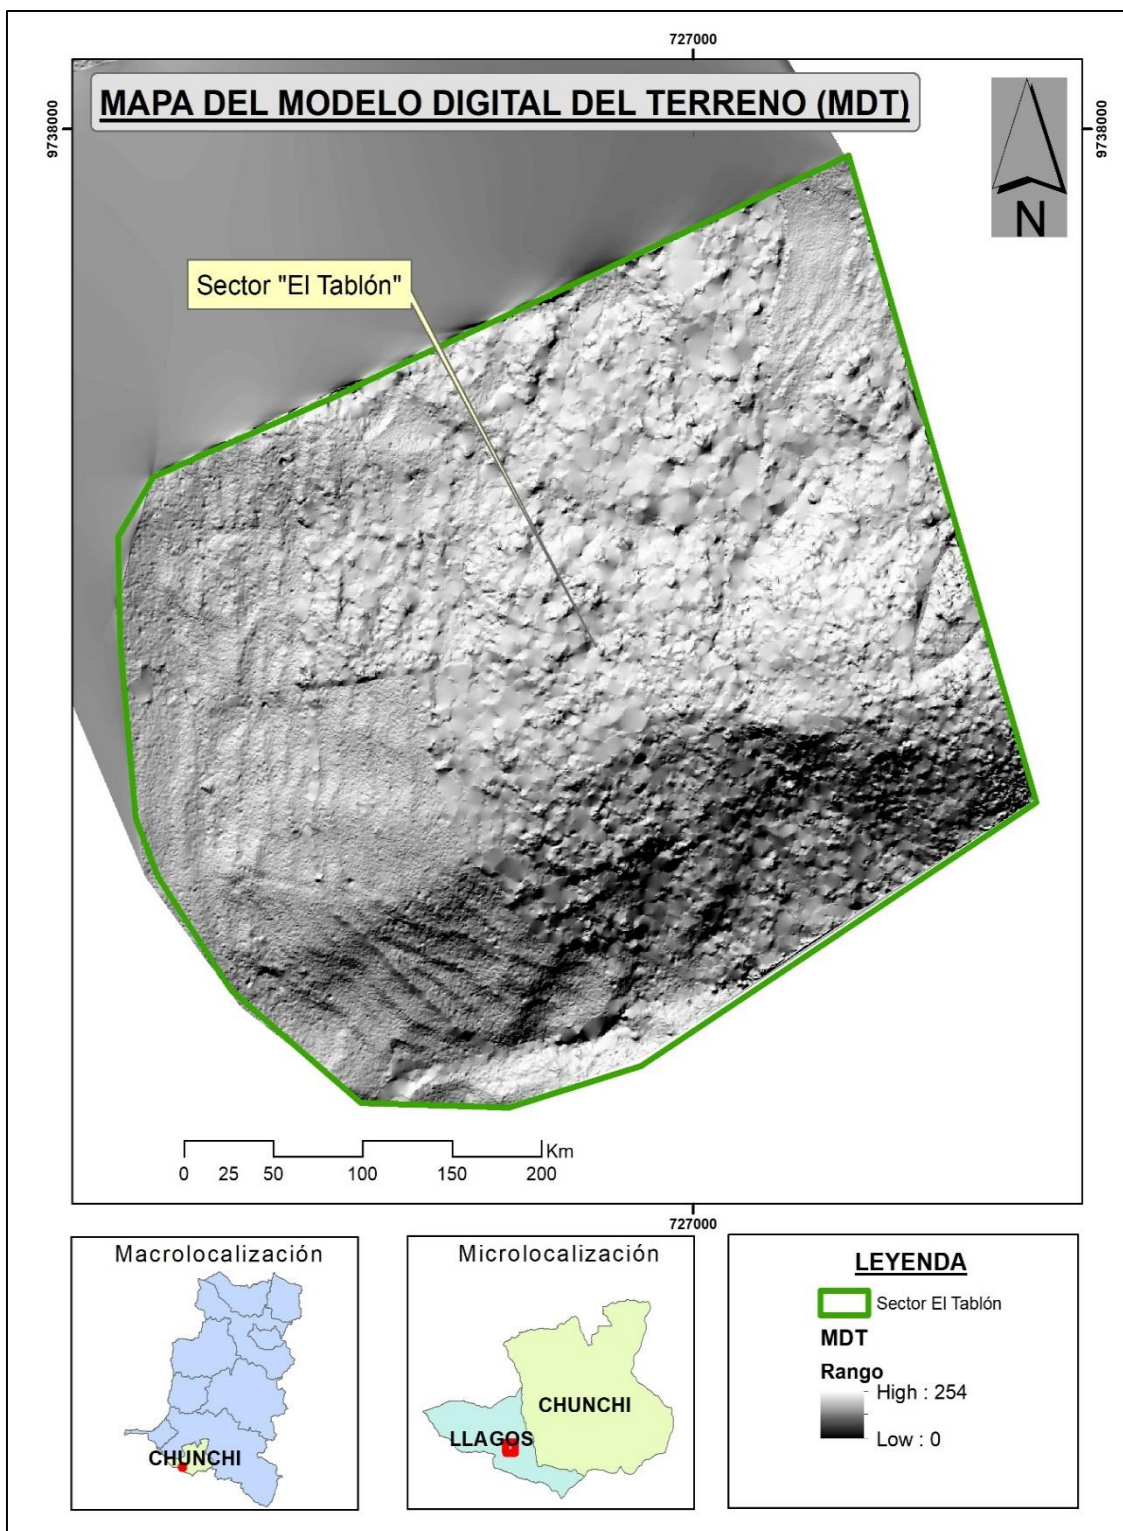 727000
MAPA DEL MODELO DIGITAL DEL TERRENO (MDT)
9738000
9738000
N
Sector "El Tablón"
Km
0 25 50 100 150 200
727000
Macrolocalización
CHUNCHI
Microlocalización
CHUNCHI
LLAGOS
LEYENDA
Sector El Tablón
MDT
Rango
High : 254
Low : 0